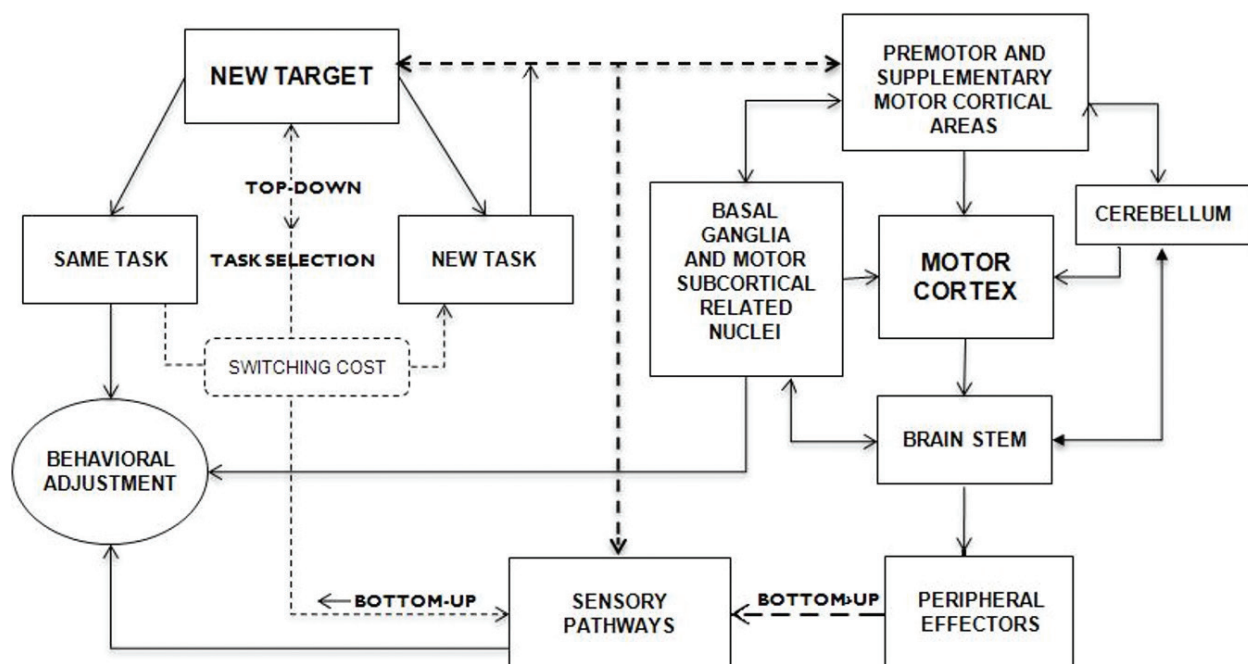 NEW TARGET
PREMOTOR AND
SUPPLEMENTARY
MOTOR CORTICAL
AREAS
TOP-DOWN
SAME TASK
TASK SELECTION
NEW TASK
BASAL
GANGLIA
AND MOTOR
SUBCORTICAL
RELATED
NUCLEI
CEREBELLUM
MOTOR
CORTEX
SWITCHING COST
BEHAVIORAL
ADJUSTMENT
BRAIN STEM
BOTTOM-UP
SENSORY
PATHWAYS
BOTTOM-UP
PERIPHERAL
EFFECTORS